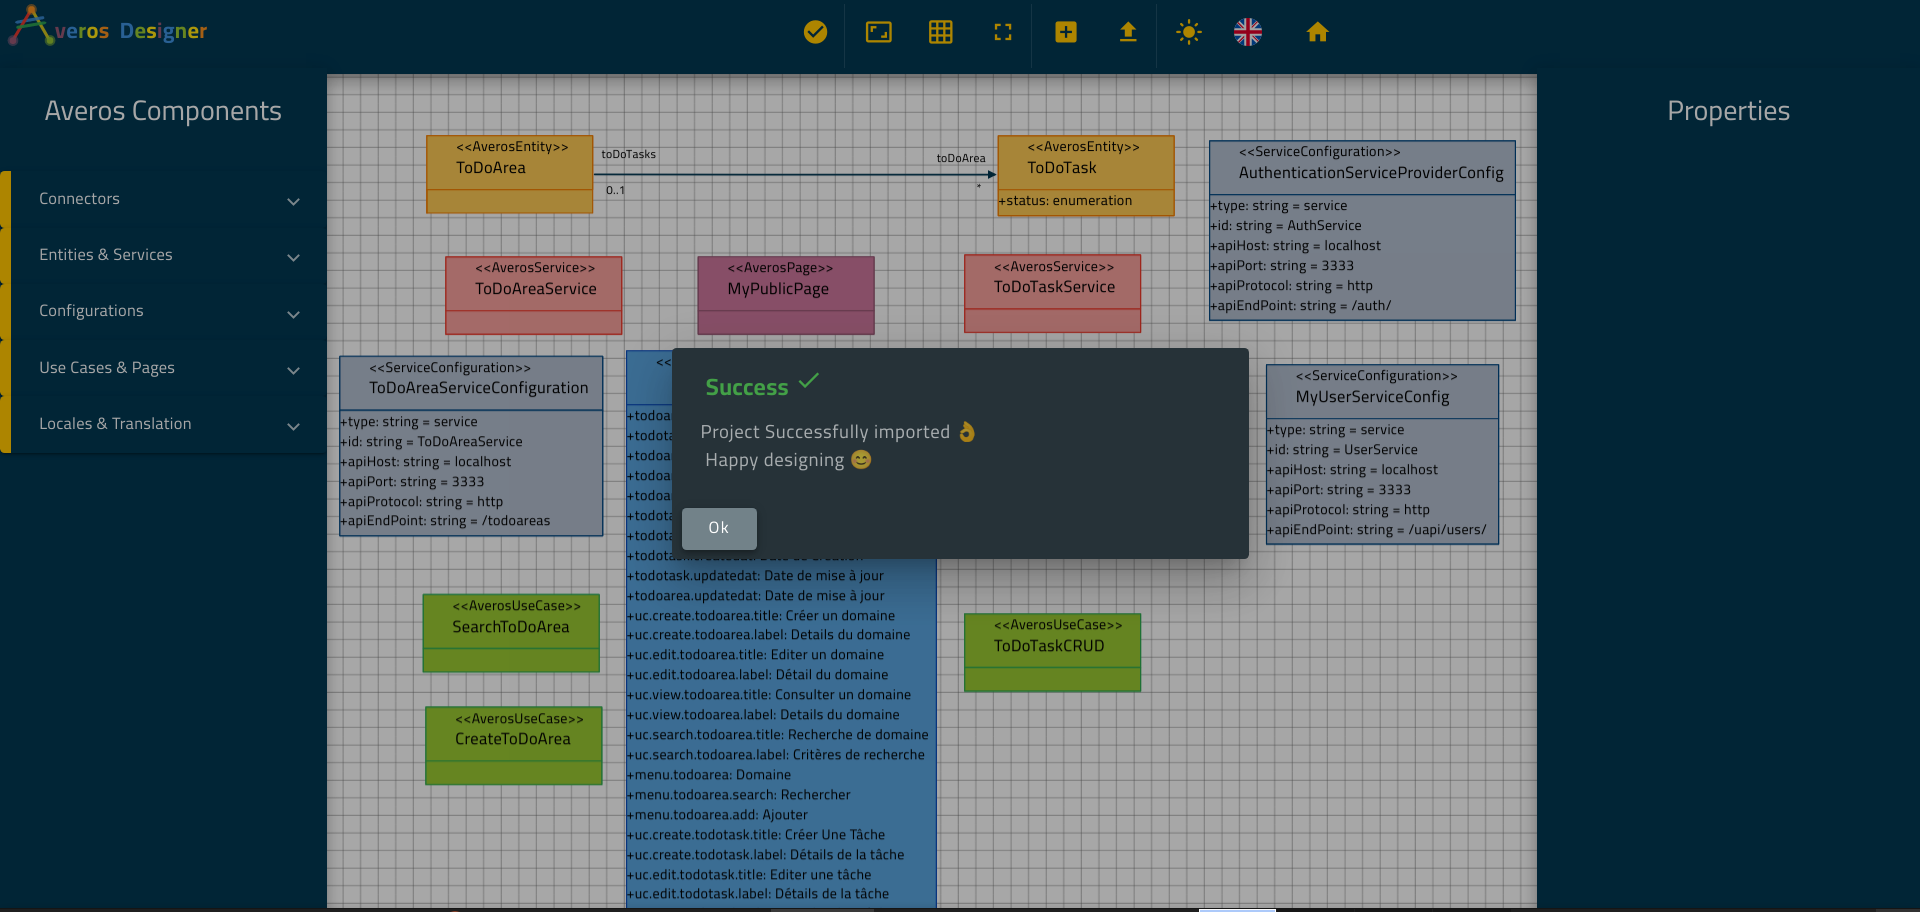 Averos Designer
Averos Components
Connectors
Entities & Services
Configurations
Use Cases & Pages
Locales & Translation
<<AverosEntity>>
ToDoArea
toDoTasks
0..1
toDoArea
*
<<AverosEntity>>
ToDoTask
+status: enumeration
<<ServiceConfiguration>>
AuthenticationServiceProviderConfig
+type: string = service
+id: string = AuthService
+apiHost: string = localhost
+apiPort: string = 3333
+apiProtocol: string = http
+apiEndPoint: string = /auth/
<<AverosService>>
ToDoAreaService
<<AverosPage>>
MyPublicPage
<<AverosService>>
ToDoTaskService
<<ServiceConfiguration>>
ToDoAreaServiceConfiguration
+type: string = service
+id: string = ToDoAreaService
+apiHost: string = localhost
+apiPort: string = 3333
+apiProtocol: string = http
+apiEndPoint: string = /todoareas
<<
+todoa
+todota
+todoa
+todoa
+todoa
+todota
+todota
+todotask.updatedat: Date de mise à jour
+todoarea.updatedat: Date de mise à jour
+uc.create.todoarea.title: Créer un domaine
+uc.create.todoarea.label: Details du domaine
+uc.edit.todoarea.title: Editer un domaine
+uc.edit.todoarea.label: Détail du domaine
+uc.view.todoarea.title: Consulter un domaine
+uc.view.todoarea.label: Details du domaine
+uc.search.todoarea.title: Recherche de domaine
+uc.search.todoarea.label: Critères de recherche
+menu.todoarea: Domaine
+menu.todoarea.search: Rechercher
+menu.todoarea.add: Ajouter
+uc.create.todotask.title: Créer Une Tâche
+uc.create.todotask.label: Détails de la tâche
+uc.edit.todotask.title: Editer une tâche
+uc.edit.todotask.label: Détails de la tâche
Success
Project Successfully imported 👌
Happy designing 😊
Ok
<<ServiceConfiguration>>
MyUserServiceConfig
+type: string = service
+id: string = UserService
+apiHost: string = localhost
+apiPort: string = 3333
+apiProtocol: string = http
+apiEndPoint: string = /uapi/users/
<<AverosUseCase>>
SearchToDoArea
<<AverosUseCase>>
CreateToDoArea
<<AverosUseCase>>
ToDoTaskCRUD
Properties